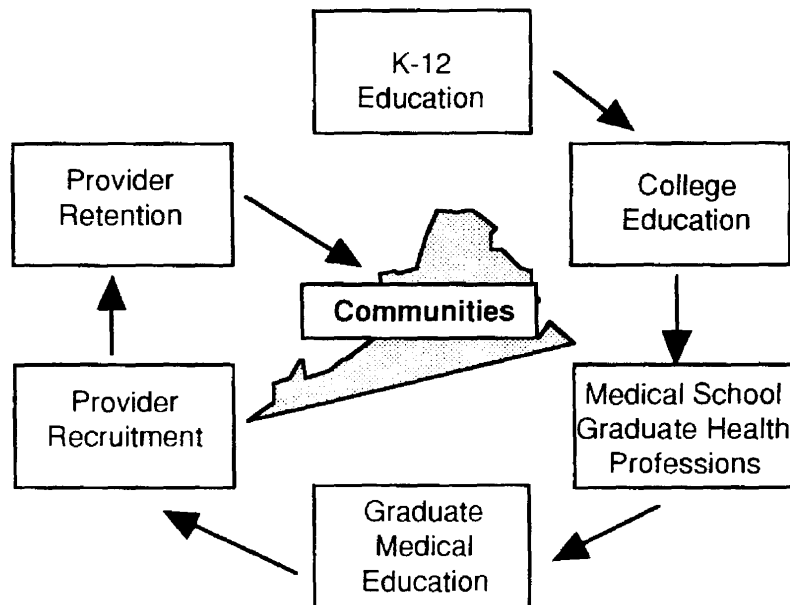 K-12
Education
College
Education
Medical School
Graduate Health
Professions
Graduate
Medical
Education
Provider
Recruitment
Provider
Retention
Communities